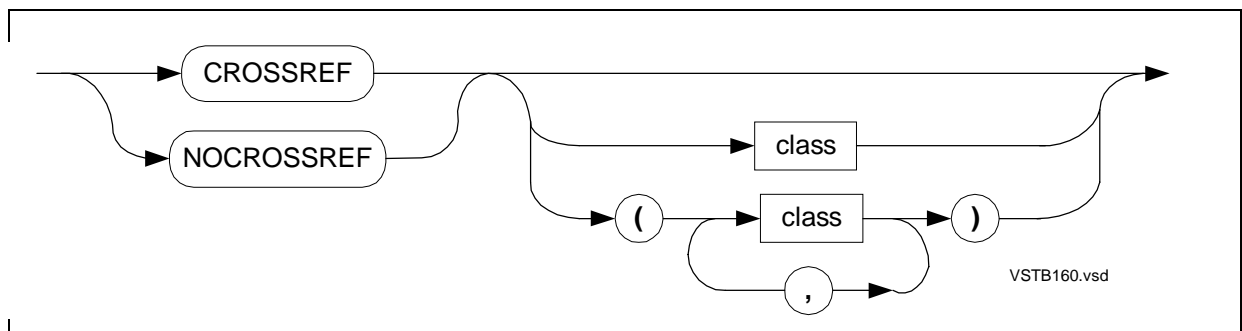 CROSSREF
NOCROSSREF
class
( class )
,
VSTB160.vsd